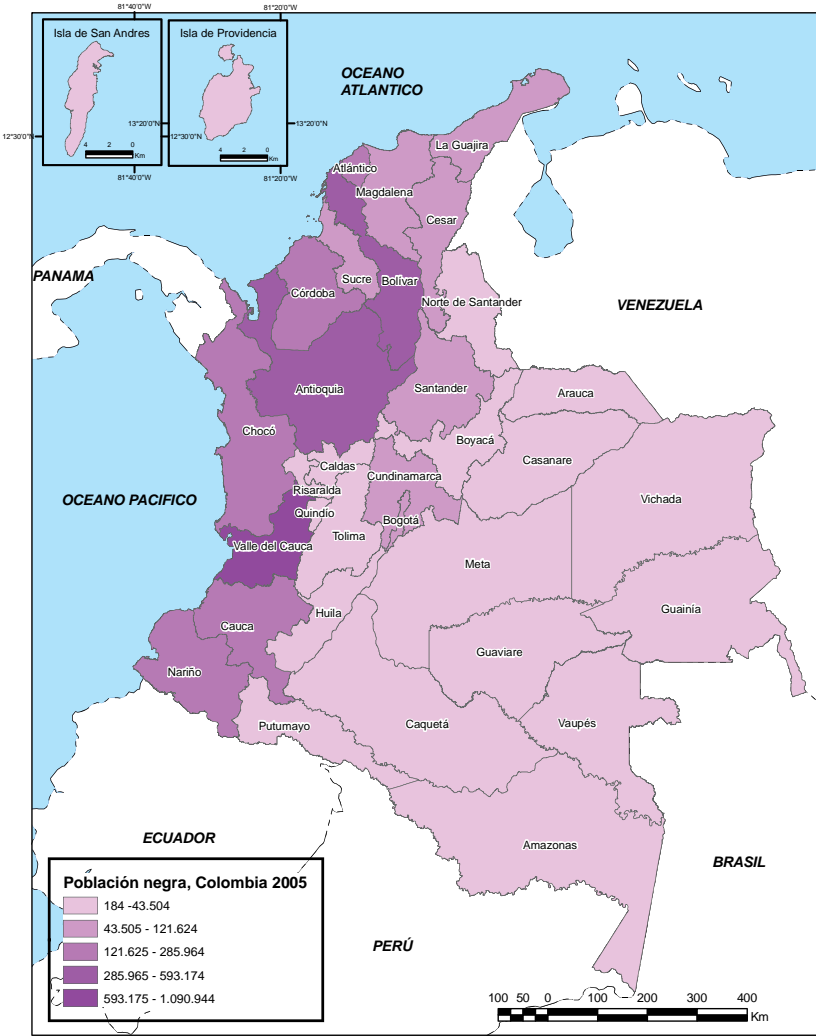 81°40'0"W
81°20'0"W
Isla de San Andres
Isla de Providencia
13°20'0"N
13°20'0"N
12°30'0"N
12°30'0"N
4 2 0
Km
4 2 0
Km
81°40'0"W
81°20'0"W
OCEANO
ATLANTICO
La Guajira
Atlántico
Magdalena
Cesar
PANAMA
Sucre
Bolívar
Córdoba
Norte de Santander
VENEZUELA
Antioquia
Santander
Arauca
Chocó
Boyacá
Casanare
Caldas
Cundinamarca
Risaralda
OCEANO PACIFICO
Vichada
Quindío
Bogotá
Tolima
Valle del Cauca
Meta
Huila
Guainía
Cauca
Guaviare
Nariño
Putumayo
Caquetá
Vaupés
ECUADOR
Amazonas
BRASIL
PERÚ
Población negra, Colombia 2005
184 -43.504
43.505 - 121.624
121.625 - 285.964
285.965 - 593.174
593.175 - 1.090.944
100 50 0 100 200 300 400
Km